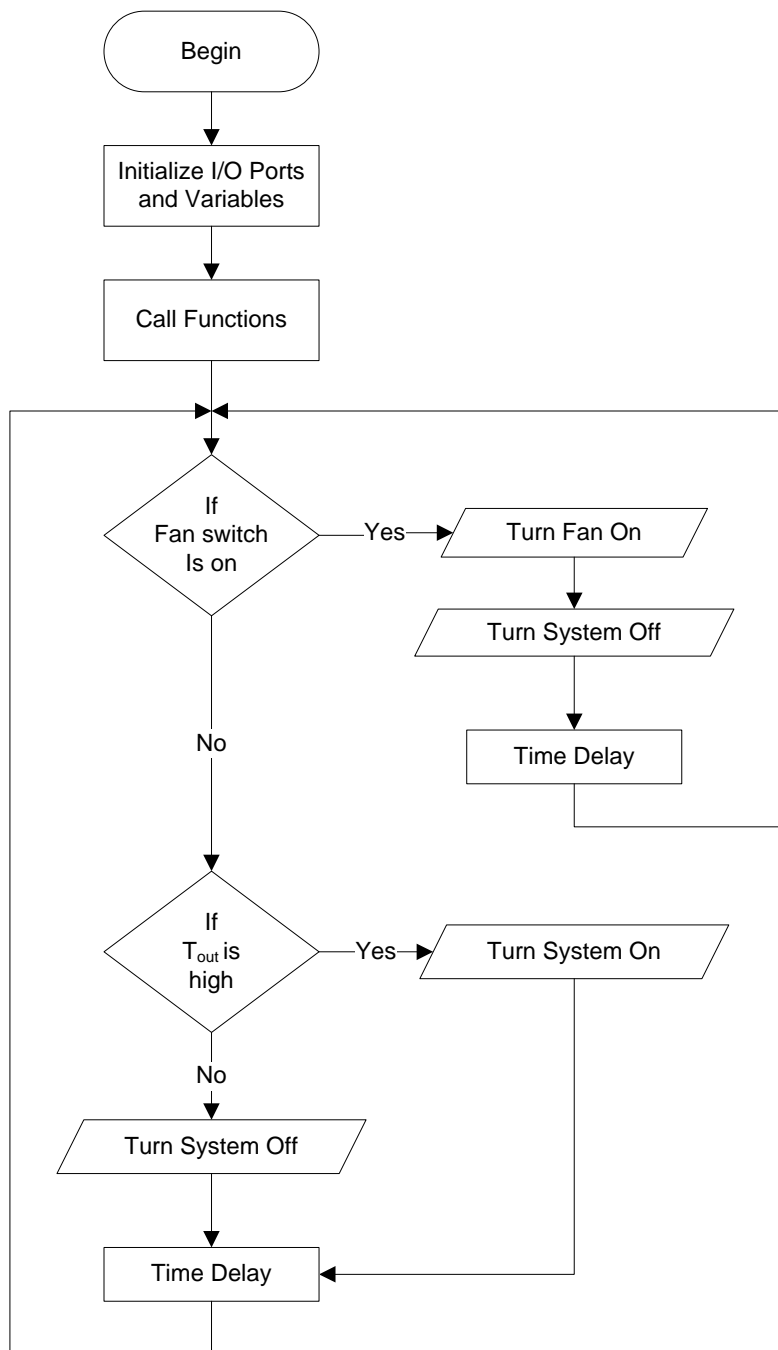 Begin
Initialize I/O Ports
and Variables
Call Functions
If
Fan switch
Is on
Yes
Turn Fan On
Turn System Off
Time Delay
No
If
Tout is
high
Yes
Turn System On
No
Turn System Off
Time Delay